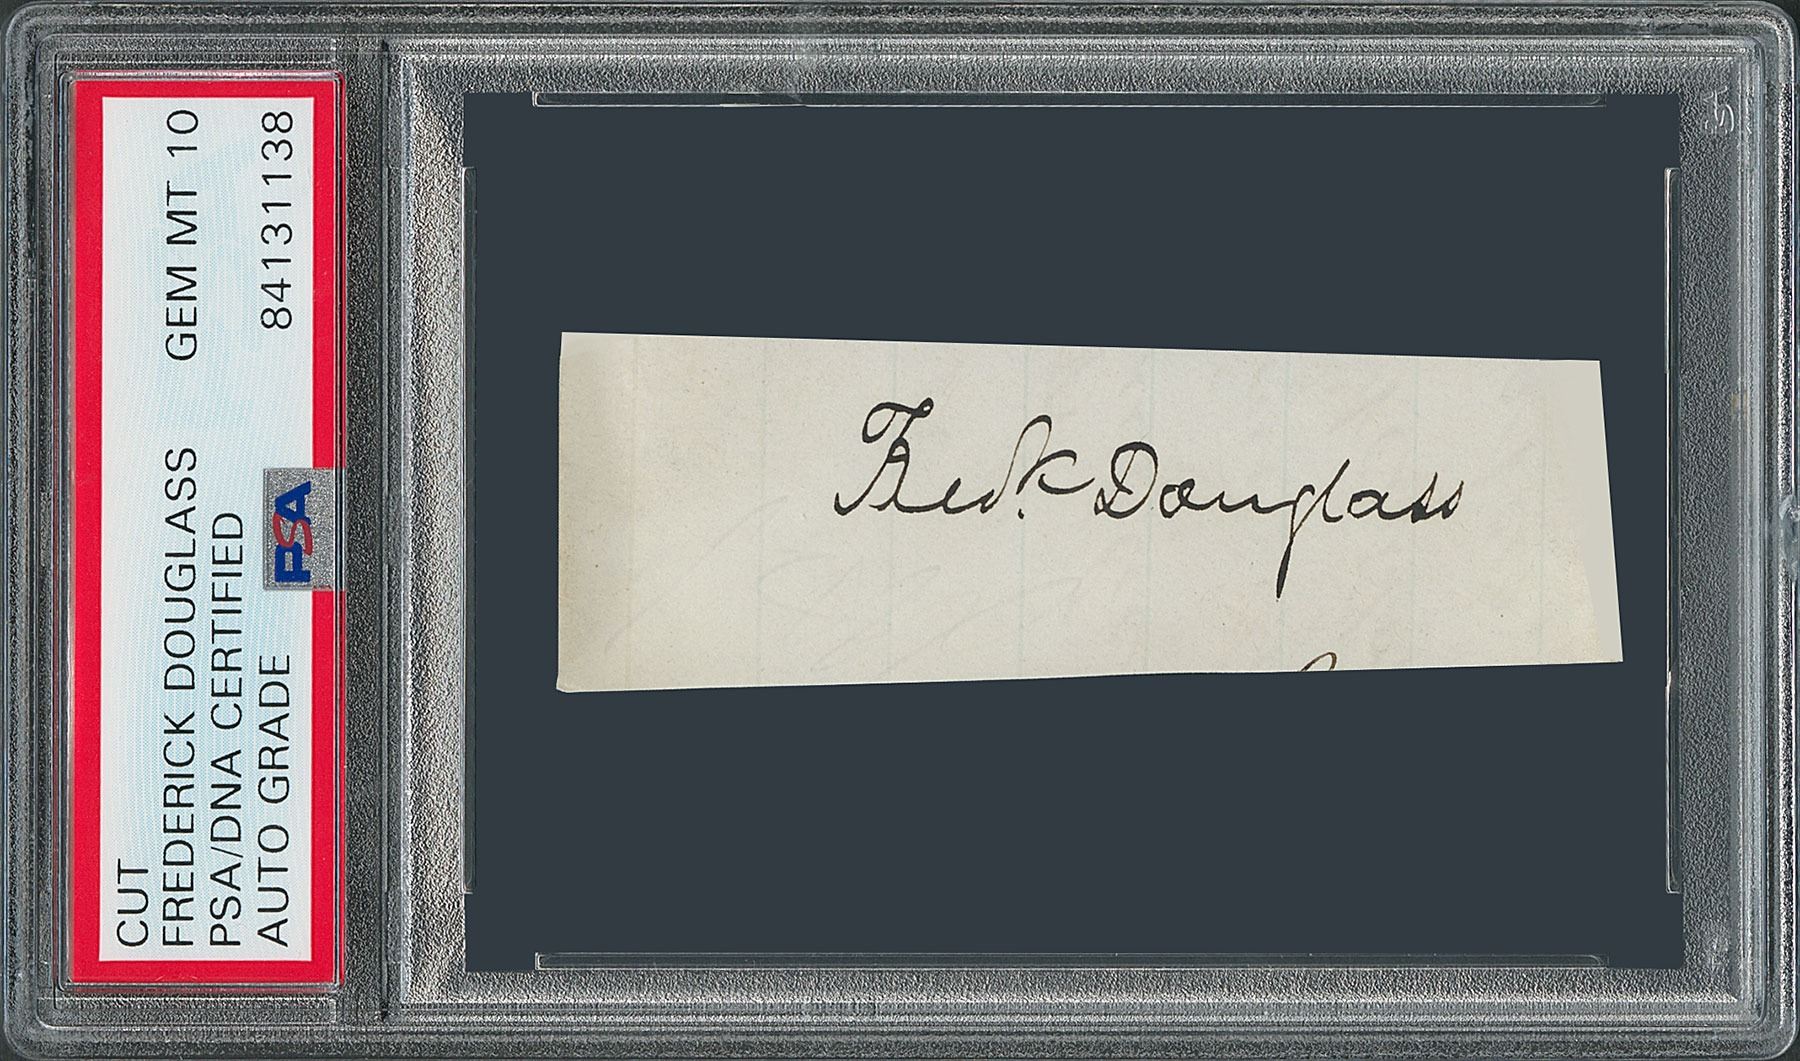 CUT
FREDERICK DOUGLASS GEM MT 10
PSA/DNA CERTIFIED
AUTO GRADE 84131138
PSA
Fredk. Douglass